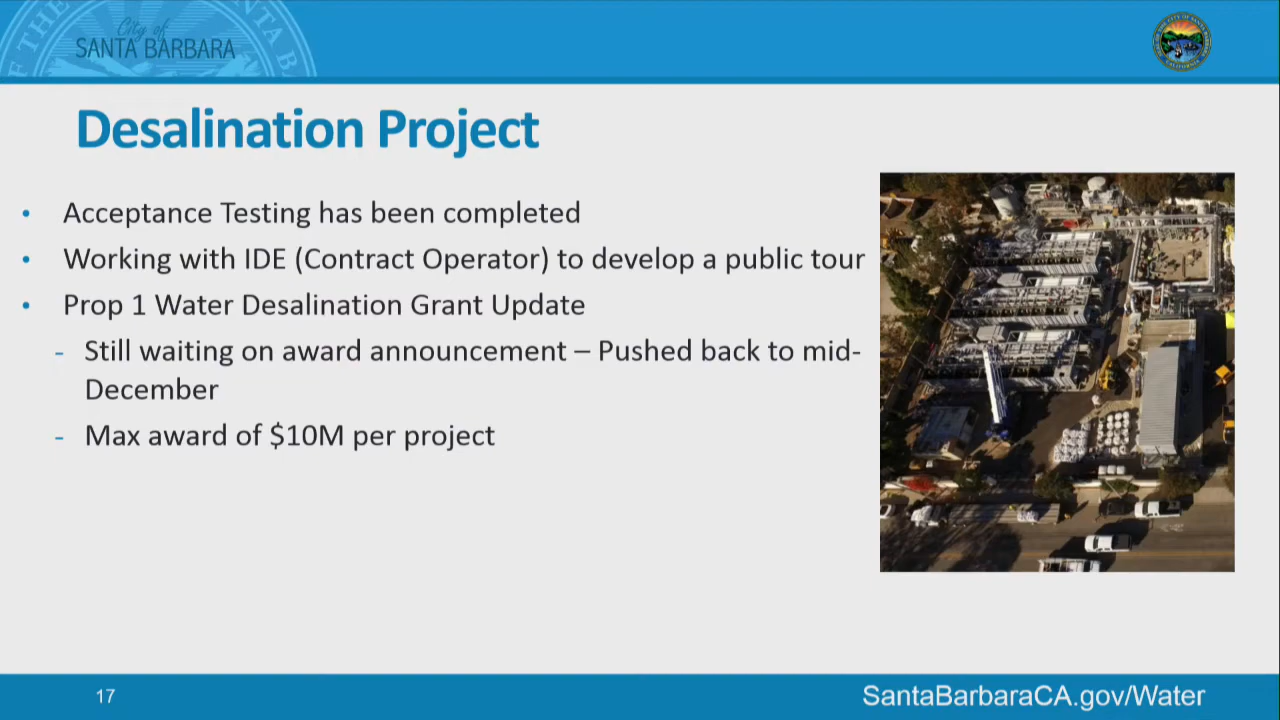 City of
SANTA BARBARA
Desalination Project
• Acceptance Testing has been completed
• Working with IDE (Contract Operator) to develop a public tour
• Prop 1 Water Desalination Grant Update
- Still waiting on award announcement – Pushed back to mid-
December
- Max award of $10M per project
17
SantaBarbaraCA.gov/Water